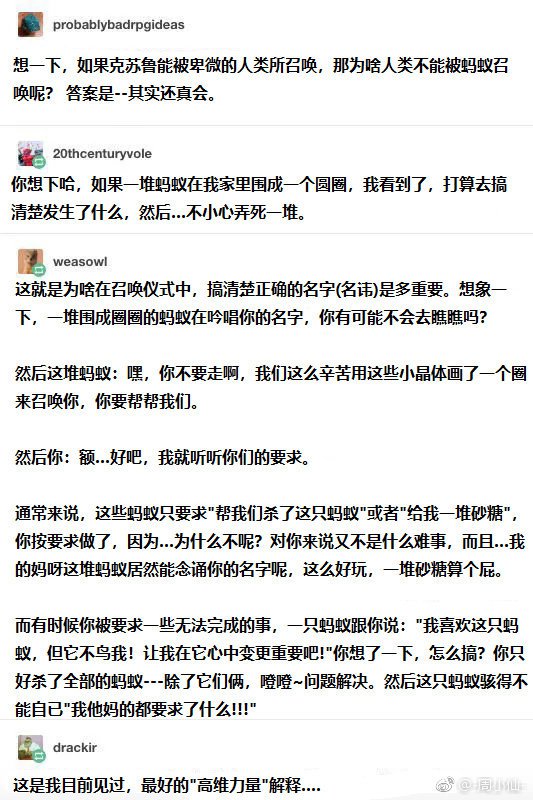 probablybadrpgideas
想一下，如果克苏鲁能被卑微的人类所召唤，那为啥人类不能被蚂蚁召
唤呢？ 答案是--其实还真会。
20thcenturyvole
你想下哈，如果一堆蚂蚁在我家里围成一个圆圈，我看到了，打算去搞
清楚发生了什么，然后...不小心弄死一堆。
weasowl
这就是为啥在召唤仪式中，搞清楚正确的名字(名讳)是多重要。想象一
下，一堆围成圈圈的蚂蚁在吟唱你的名字，你有可能不会去瞧瞧吗？
然后这堆蚂蚁：嘿，你不要走啊，我们这么辛苦用这些小晶体画了一个圈
来召唤你，你要帮帮我们。
然后你：额...好吧，我就听听你们的要求。
通常来说，这些蚂蚁只要求"帮我们杀了这只蚂蚁"或者"给我一堆砂糖"，
你按要求做了，因为...为什么不呢？对你来说又不是什么难事，而且...我
的妈呀这堆蚂蚁居然能念诵你的名字呢，这么好玩，一堆砂糖算个屁。
而有时候你被要求一些无法完成的事，一只蚂蚁跟你说："我喜欢这只蚂
蚁，但它不鸟我！让我在它心中变更重要吧!"你想了一下，怎么搞？你只
好杀了全部的蚂蚁---除了它们俩，噔噔~问题解决。然后这只蚂蚁骇得不
能自已"我他妈的都要求了什么!!!"
drackir
这是我目前见过，最好的"高维力量"解释....
@-周小仙-